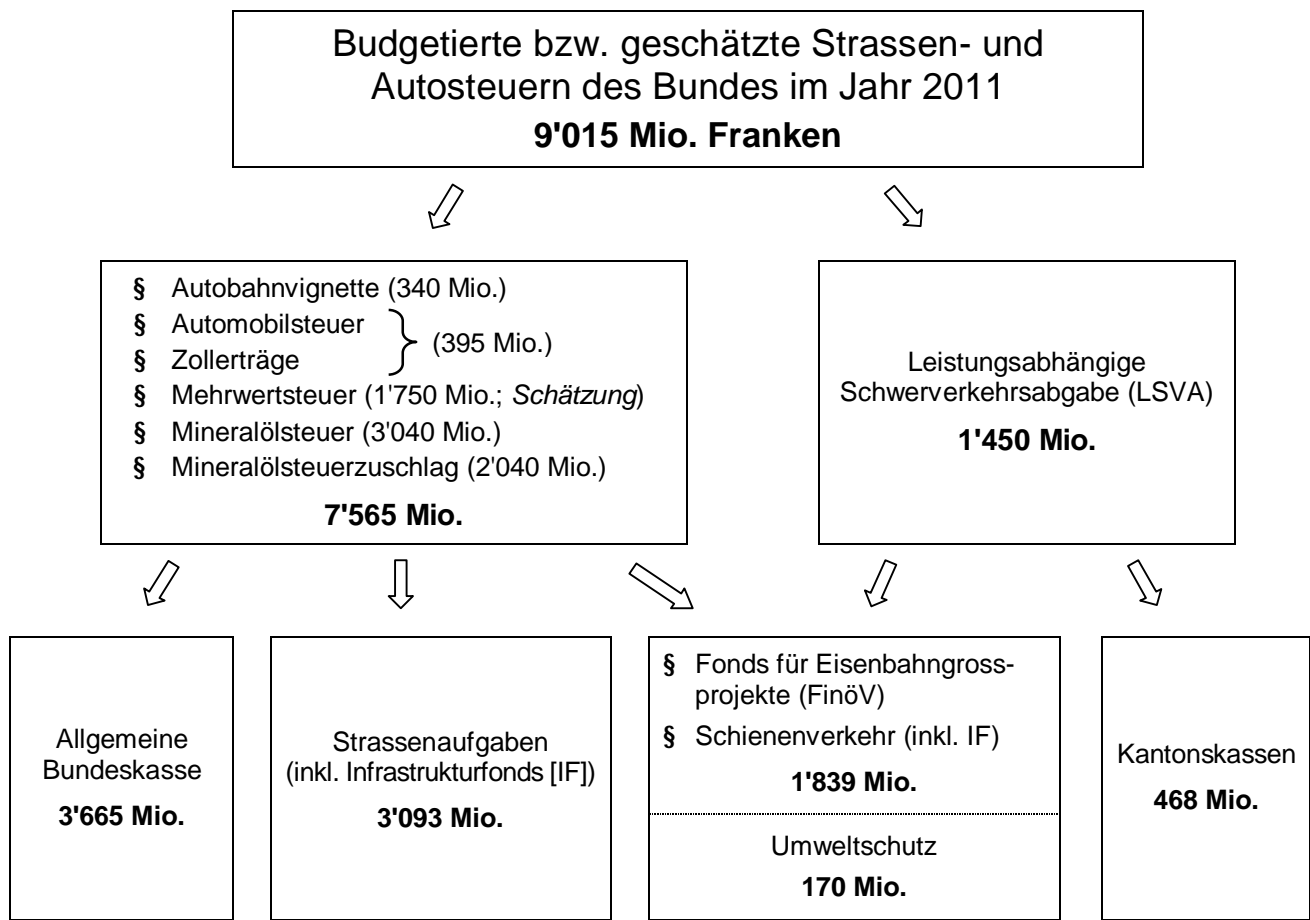 Budgetierte bzw. geschätzte Strassen- und
Autosteuern des Bundes im Jahr 2011
9'015 Mio. Franken
§ Autobahnvignette (340 Mio.)
§ Automobilsteuer
§ Zollerträge
(395 Mio.)
§ Mehrwertsteuer (1'750 Mio.; Schätzung)
§ Mineralölsteuer (3'040 Mio.)
§ Mineralölsteuerzuschlag (2'040 Mio.)
7'565 Mio.
Leistungsabhängige
Schwerverkehrsabgabe (LSVA)
1'450 Mio.
Allgemeine
Bundeskasse
3'665 Mio.
Strassenaufgaben
(inkl. Infrastrukturfonds [IF])
3'093 Mio.
§ Fonds für Eisenbahngross-
projekte (FinöV)
§ Schienenverkehr (inkl. IF)
1'839 Mio.
Umweltschutz
170 Mio.
Kantonskassen
468 Mio.